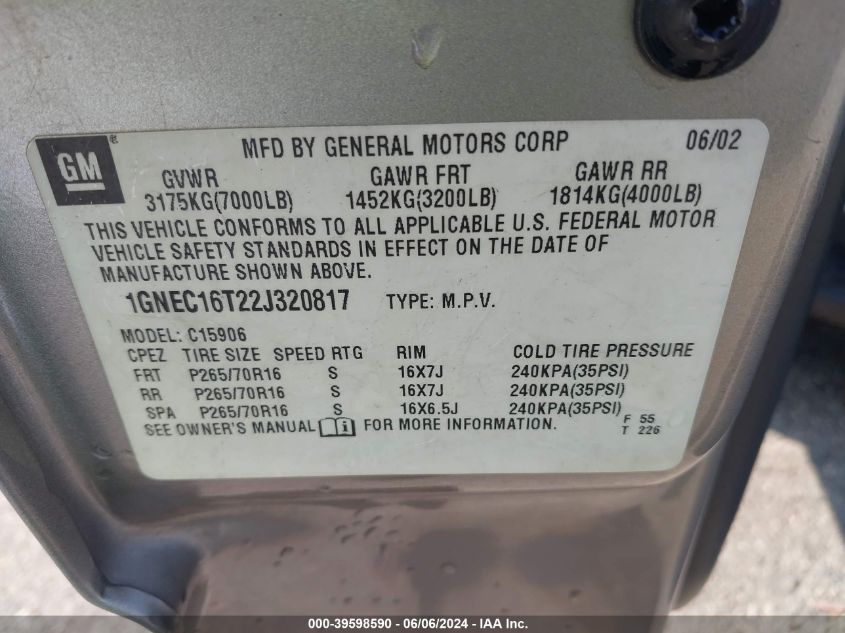 GM ®
MFD BY GENERAL MOTORS CORP 06/02
GVWR GAWR FRT GAWR RR
3175KG(7000LB) 1452KG(3200LB) 1814KG(4000LB)
THIS VEHICLE CONFORMS TO ALL APPLICABLE U.S. FEDERAL MOTOR
VEHICLE SAFETY STANDARDS IN EFFECT ON THE DATE OF
MANUFACTURE SHOWN ABOVE.
1GNEC16T22J320817 TYPE: M.P.V.
MODEL: C15906
CPEZ TIRE SIZE SPEED RTG RIM COLD TIRE PRESSURE
FRT P265/70R16 S 16X7J 240KPA(35PSI)
RR P265/70R16 S 16X7J 240KPA(35PSI)
SPA P265/70R16 S 16X6.5J 240KPA(35PSI)
SEE OWNER'S MANUAL i FOR MORE INFORMATION.
F 55
T 226
000-39598590 - 06/06/2024 - IAA Inc.